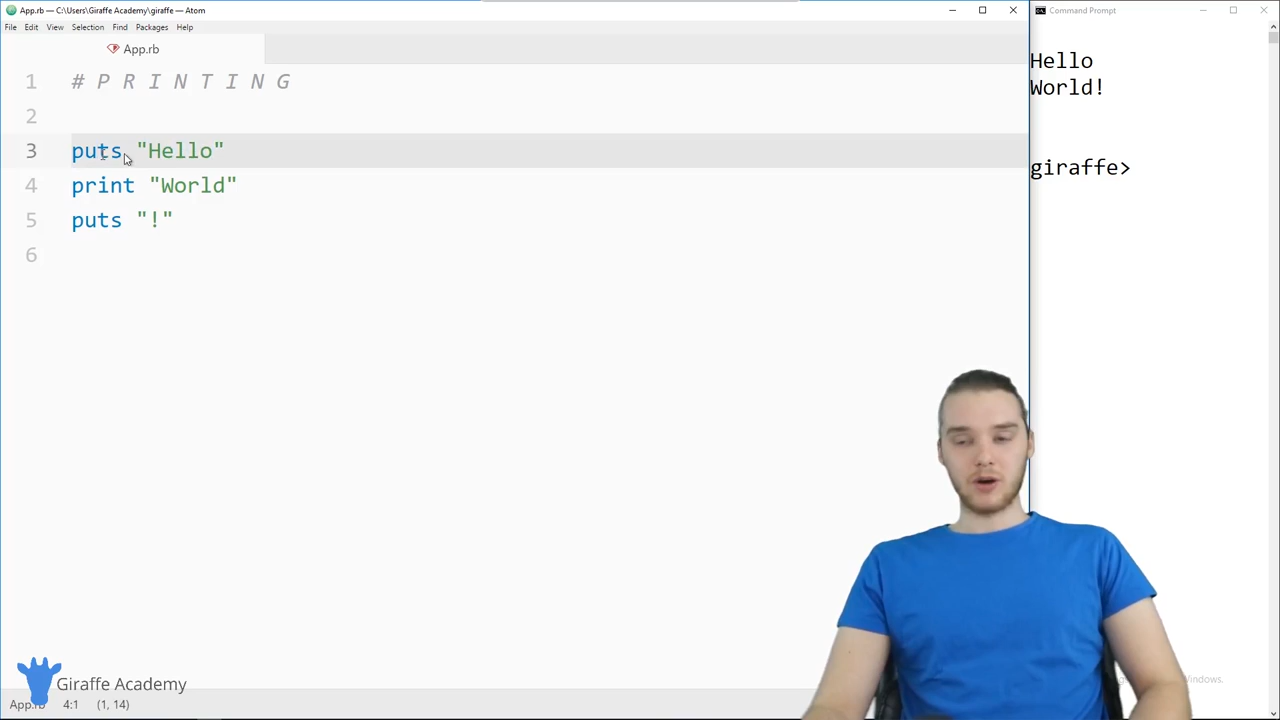 App.rb — C:\Users\Giraffe Academy\giraffe — Atom
File Edit View Selection Find Packages Help
App.rb
1 # P R I N T I N G
2
3 puts "Hello"
4 print "World"
5 puts "!"
6
Giraffe Academy
App.rb 4:1 (1, 14)
Command Prompt
Hello
World!
giraffe>